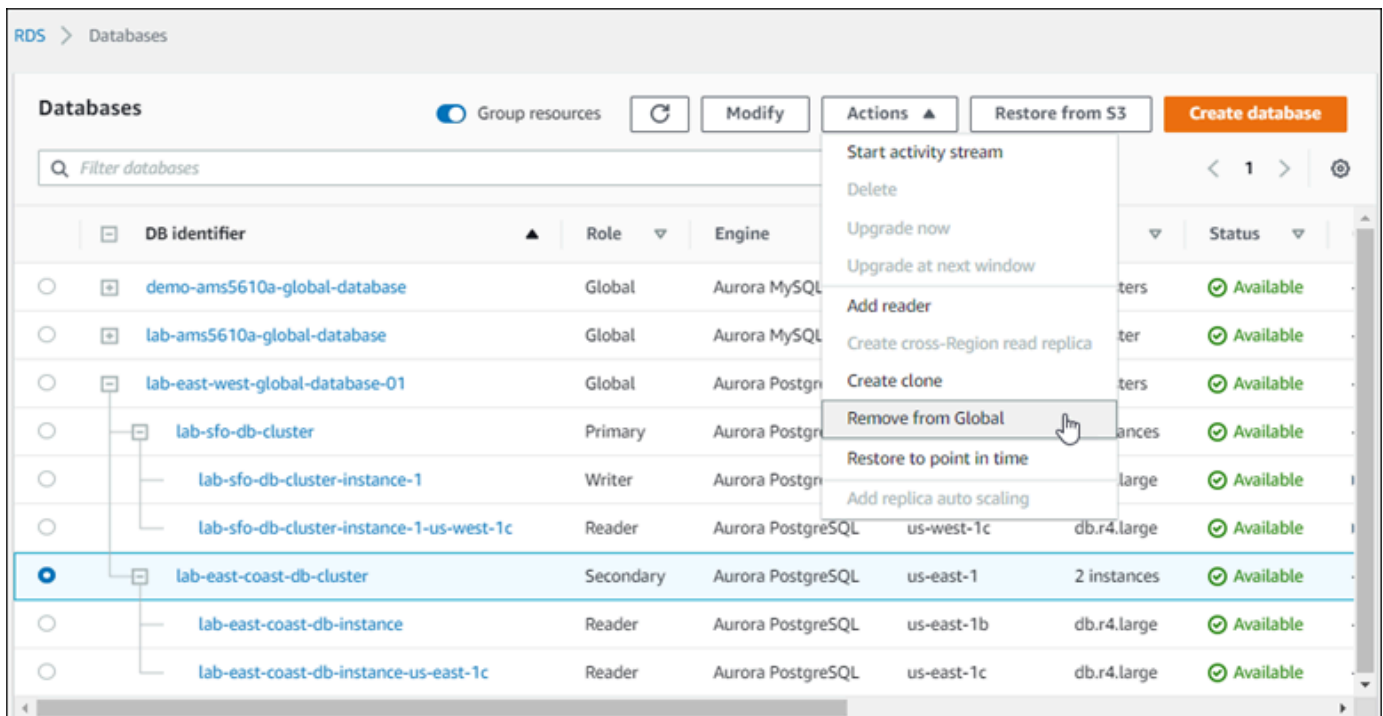 RDS > Databases
Databases Group resources Modify Actions ▲ Restore from S3 Create database
Filter databases < 1 >
Start activity stream
Delete
Upgrade now
Upgrade at next window
Add reader
Create cross-Region read replica
Create clone
Remove from Global
Restore to point in time
Add replica auto scaling
DB identifier ▲ Role Engine Status
demo-ams5610a-global-database Global Aurora MySQL Available
lab-ams5610a-global-database Global Aurora MySQL Available
lab-east-west-global-database-01 Global Available
lab-sfo-db-cluster Primary Available
lab-sfo-db-cluster-instance-1 Writer large Available
lab-sfo-db-cluster-instance-1-us-west-1c Reader Aurora PostgreSQL us-west-1c db.r4.large Available
lab-east-coast-db-cluster Secondary Aurora PostgreSQL us-east-1 2 instances Available
lab-east-coast-db-instance Reader Aurora PostgreSQL us-east-1b db.r4.large Available
lab-east-coast-db-instance-us-east-1c Reader Aurora PostgreSQL us-east-1c db.r4.large Available